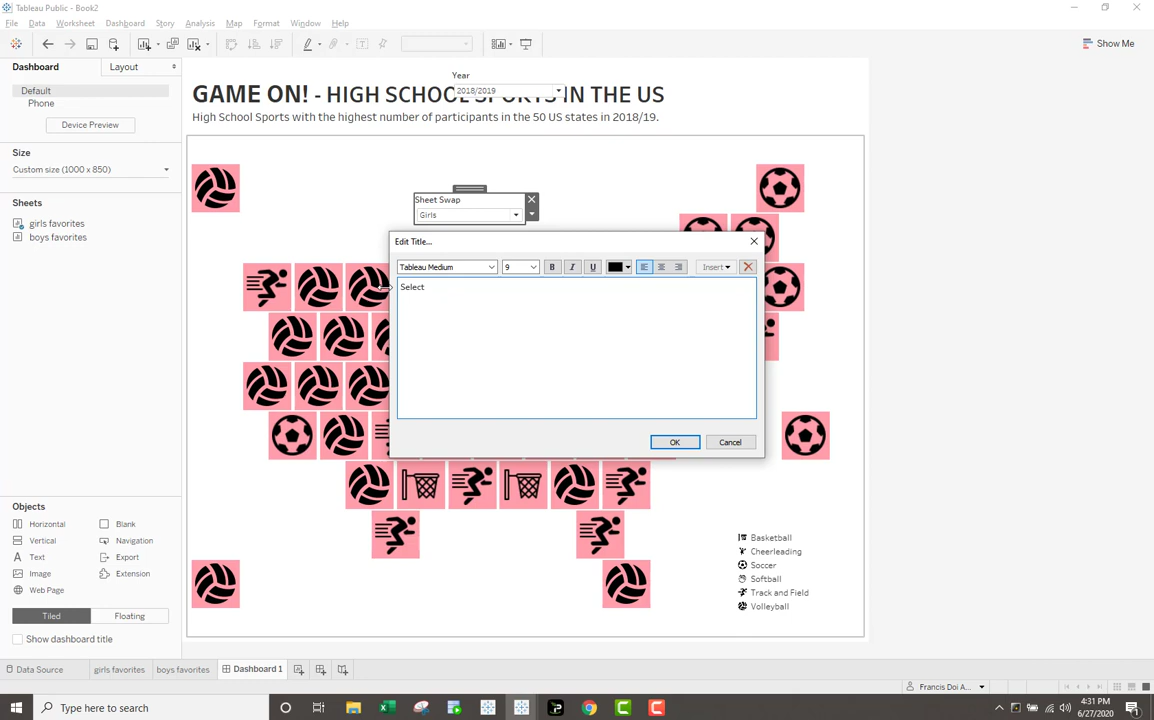 Tableau Public - Book2
File Data Worksheet Dashboard Story Analysis Map Format Window Help
Show Me
Dashboard Layout
Default
Phone
Device Preview
Size
Custom size (1000 x 850)
Sheets
girls favorites
boys favorites
Year
2018/2019
GAME ON! - HIGH SCHOOL SPORTS IN THE US
High School Sports with the highest number of participants in the 50 US states in 2018/19.
Sheet Swap
Girls
Edit Title...
Tableau Medium 9 B I U Insert
Select
OK Cancel
Basketball
Cheerleading
Soccer
Softball
Track and Field
Volleyball
Objects
Horizontal Blank
Vertical Navigation
A Text Export
Image Extension
Web Page
Tiled Floating
Show dashboard title
Data Source girls favorites boys favorites Dashboard 1
Francis Doi A...
Type here to search
4:31 PM
6/27/2020
1